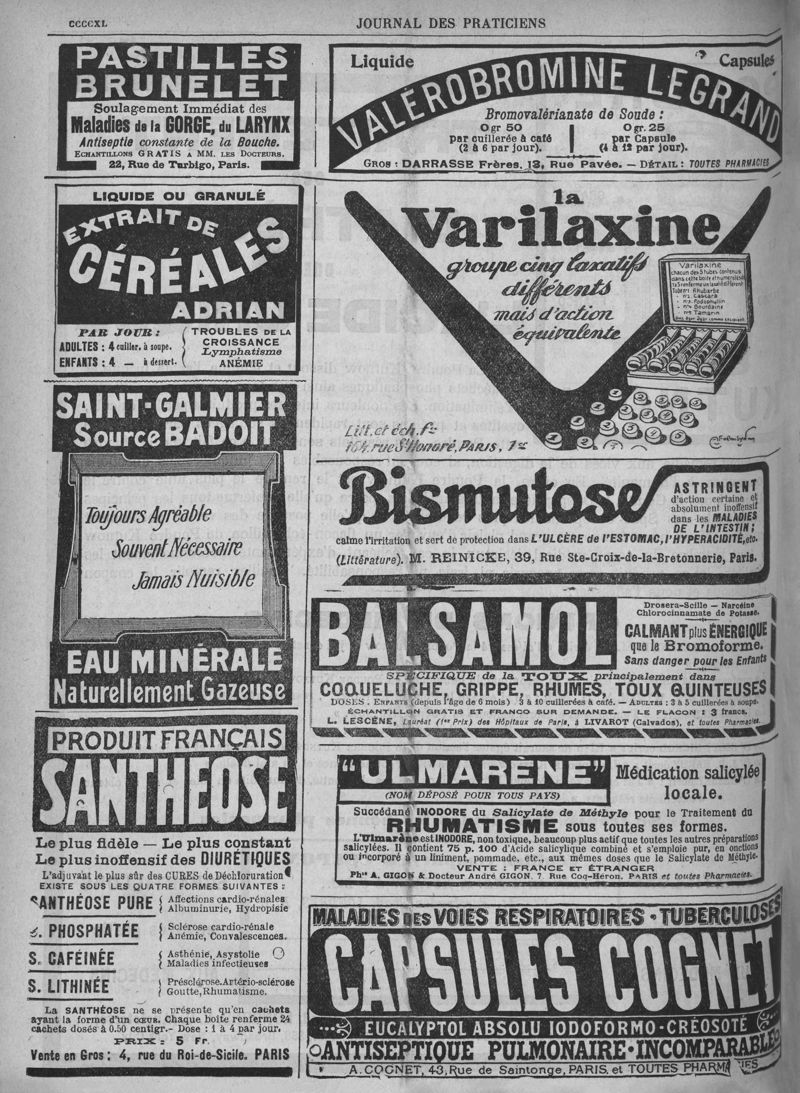 CCCCXL
JOURNAL DES PRATICIENS
PASTILLES
BRUNELET
Soulagement Immédiat des
Maladies de la GORGE, du LARYNX
Antiseptie constante de la Bouche.
ECHANTILLONS GRATIS A MM. LES DOCTEURS.
22, Rue de Turbigo, Paris.
Liquide
Capsules
VALÉROBROMINE LEGRAND
Bromovalérianate de Soude :
0 gr 50
par cuillerée à café
(2 à 6 par jour).
0 gr. 25
par Capsule
(4 à 12 par jour).
GROS : DARRASSE Frères, 13, Rue Pavée. — DÉTAIL : TOUTES PHARMACIES
LIQUIDE OU GRANULÉ
EXTRAIT DE
CÉRÉALES
ADRIAN
PAR JOUR :
ADULTES : 4 cuiller. à soupe.
ENFANTS : 4 — à dessert.
TROUBLES DE LA
CROISSANCE
Lymphatisme
ANÉMIE
la
Varilaxine
groupe cinq laxatifs
différents
mais d'action
équivalente
Varilaxine
chacun des 5 tubes contenus
Rhubarbe
Cascara
Podophyllin
Bourdaine
Tamarin
Litt. et éch. fo
164, rue St Honoré, PARIS, 1er
SAINT-GALMIER
Source BADOIT
Toujours Agréable
Souvent Nécessaire
Jamais Nuisible
EAU MINÉRALE
Naturellement Gazeuse
Bismutose
ASTRINGENT
d'action certaine et
absolument inoffensif
dans les MALADIES
DE L'INTESTIN;
calme l'irritation et sert de protection dans L'ULCÈRE de l'ESTOMAC, l'HYPERACIDITÉ, etc.
(Littérature). M. REINICKE, 39, Rue Ste-Croix-de-la-Bretonnerie, Paris.
BALSAMOL
Drosera-Scille — Narcéine
Chlorocinnamate de Potasse.
CALMANT plus ÉNERGIQUE
que le Bromoforme.
Sans danger pour les Enfants
SPÉCIFIQUE de la TOUX principalement dans
COQUELUCHE, GRIPPE, RHUMES, TOUX QUINTEUSES
DOSES. ENFANTS (depuis l'âge de 6 mois) 3 à 10 cuillerées à café. — ADULTES : 3 à 5 cuillerées à soupe.
ÉCHANTILLON GRATIS ET FRANCO SUR DEMANDE. — LE FLACON : 3 francs.
L. LESCÈNE, Lauréat (1er Prix) des Hôpitaux de Paris, à LIVAROT (Calvados), et toutes Pharmacies.
PRODUIT FRANÇAIS
SANTHÉOSE
Le plus fidèle — Le plus constant
Le plus inoffensif des DIURÉTIQUES
L'adjuvant le plus sûr des CURES de Déchloruration
EXISTE SOUS LES QUATRE FORMES SUIVANTES :
SANTHÉOSE PURE
Affections cardio-rénales
Albuminurie, Hydropisie
S. PHOSPHATÉE
Sclérose cardio-rénale
Anémie, Convalescences.
S. CAFÉINÉE
Asthénie, Asystolie
Maladies infectieuses
S. LITHINÉE
Présclérose. Artério-sclérose
Goutte, Rhumatisme.
La SANTHÉOSE ne se présente qu'en cachets
ayant la forme d'un cœur. Chaque boite renferme 24
cachets dosés à 0.50 centigr.- Dose : 1 à 4 par jour.
PRIX : 5 Fr.
Vente en Gros : 4, rue du Roi-de-Sicile. PARIS
"ULMARÈNE"
(NOM DÉPOSÉ POUR TOUS PAYS)
Médication salicylée
locale.
Succédané INODORE du Salicylate de Méthyle pour le Traitement du
RHUMATISME sous toutes ses formes.
L'Ulmarène est INODORE, non toxique, beaucoup plus actif que toutes les autres préparations
salicylées. Il contient 75 p. 100 d'Acide salicylique combiné et s'emploie pur, en onctions
ou incorporé à un liniment, pommade, etc., aux mêmes doses que le Salicylate de Méthyle.
VENTE : FRANCE ET ÉTRANGER
Phie A. GIGON & Docteur André GIGON, 7, Rue Coq-Héron, PARIS et toutes Pharmacies.
MALADIES DES VOIES RESPIRATOIRES - TUBERCULOSES
CAPSULES COGNET
EUCALYPTOL ABSOLU IODOFORMO-CRÉOSOTÉ
ANTISEPTIQUE PULMONAIRE-INCOMPARABLE
A. COGNET, 43, Rue de Saintonge, PARIS, ET TOUTES PHARMACIES